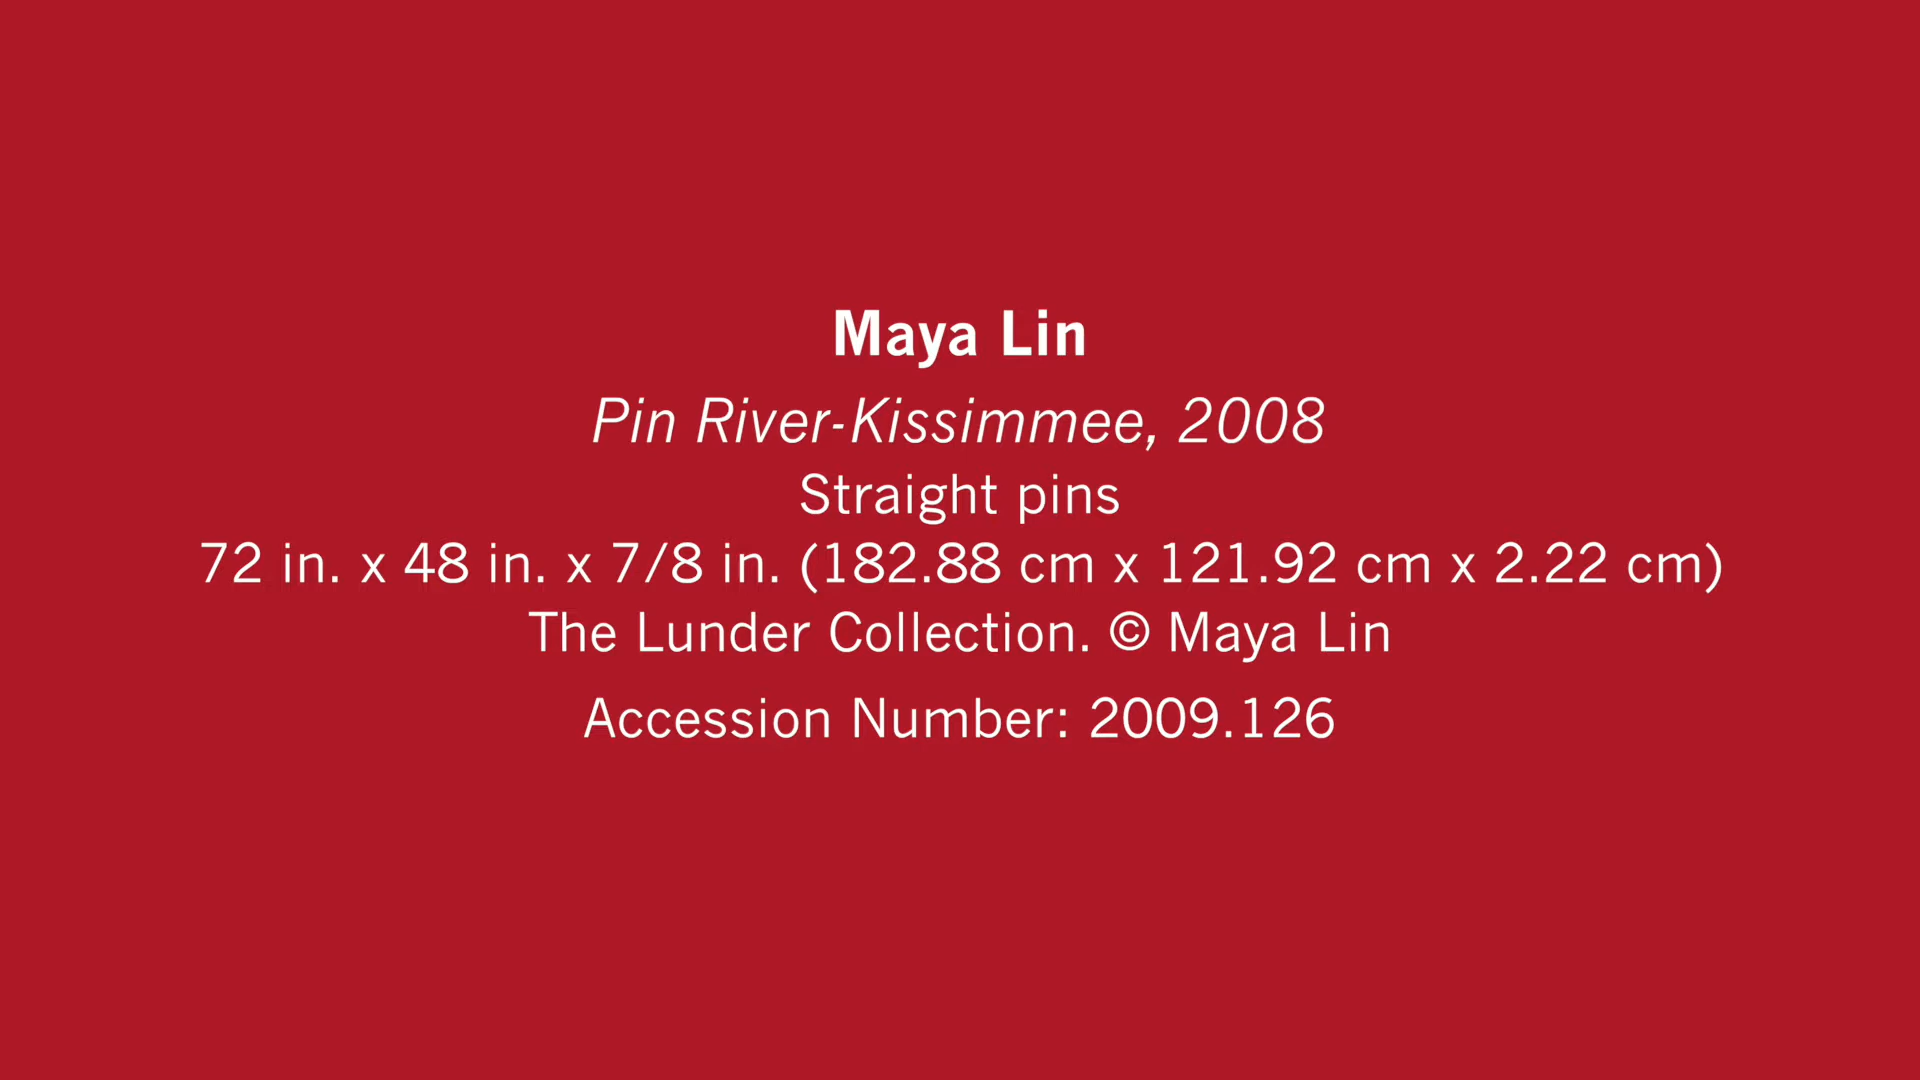 Maya Lin
Pin River-Kissimmee, 2008
Straight pins
72 in. x 48 in. x 7/8 in. (182.88 cm x 121.92 cm x 2.22 cm)
The Lunder Collection. © Maya Lin
Accession Number: 2009.126